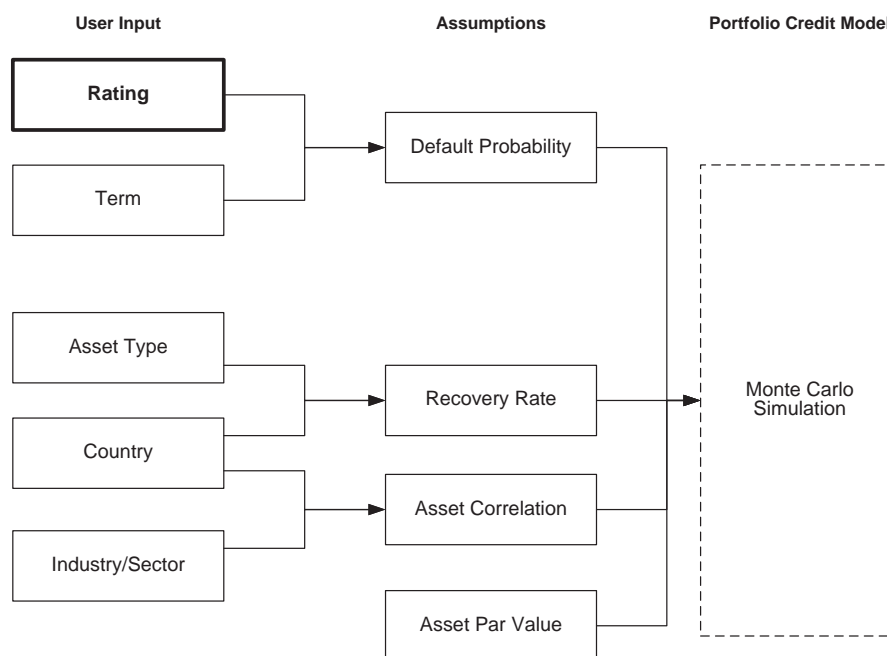 User Input
Assumptions
Portfolio Credit Model
Rating
Default Probability
Term
Asset Type
Recovery Rate
Monte Carlo
Simulation
Country
Asset Correlation
Industry/Sector
Asset Par Value